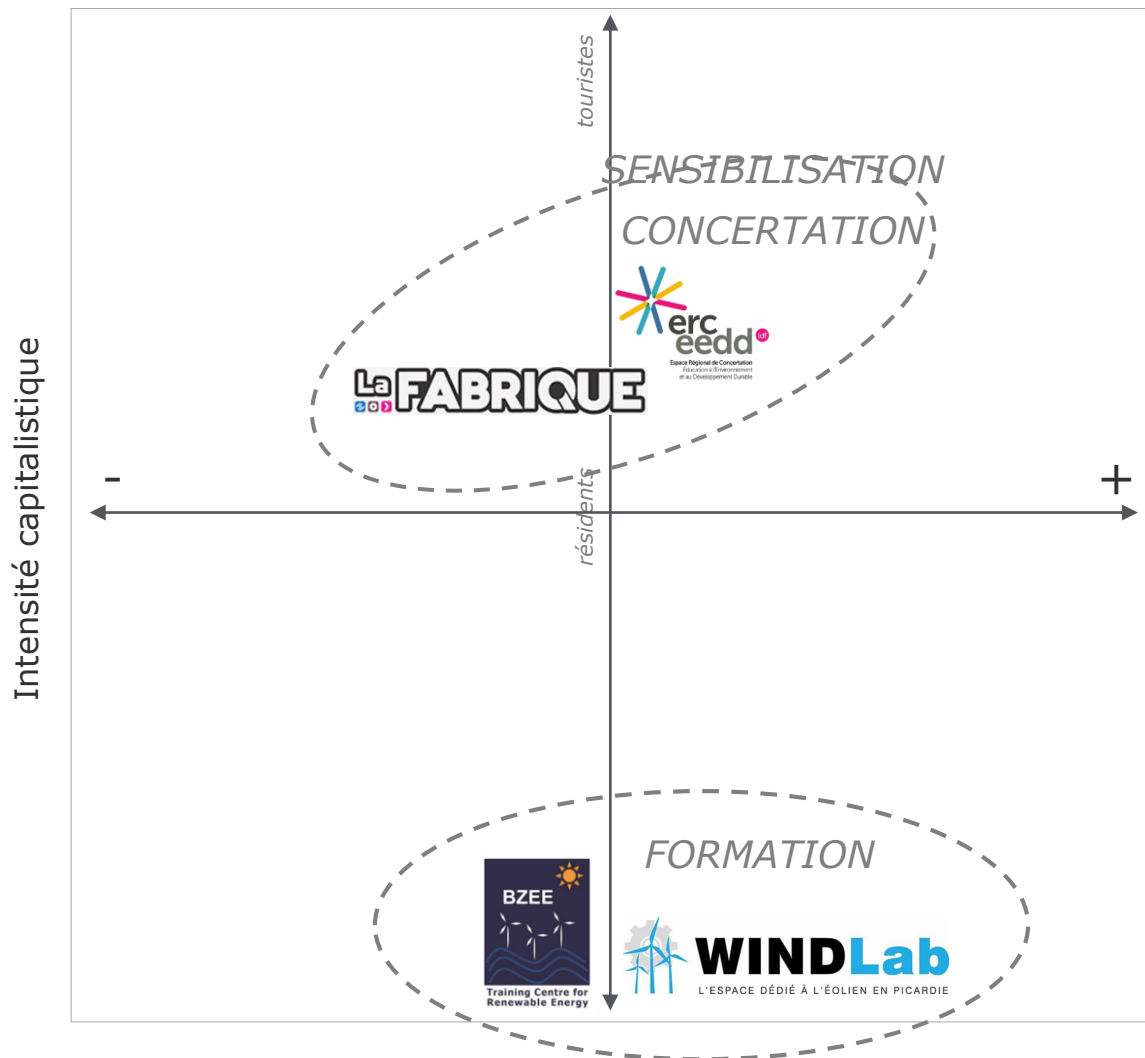 touristes
SENSIBILISATION
CONCERTATION
erc
eedd IdF
Espace Régional de Concertation
Education à l'Environnement
et au Développement Durable
La FABRIQUE
Intensité capitalistique
-
+
résidents
FORMATION
BZEE
Training Centre for
Renewable Energy
WINDLab
L'ESPACE DÉDIÉ À L'ÉOLIEN EN PICARDIE